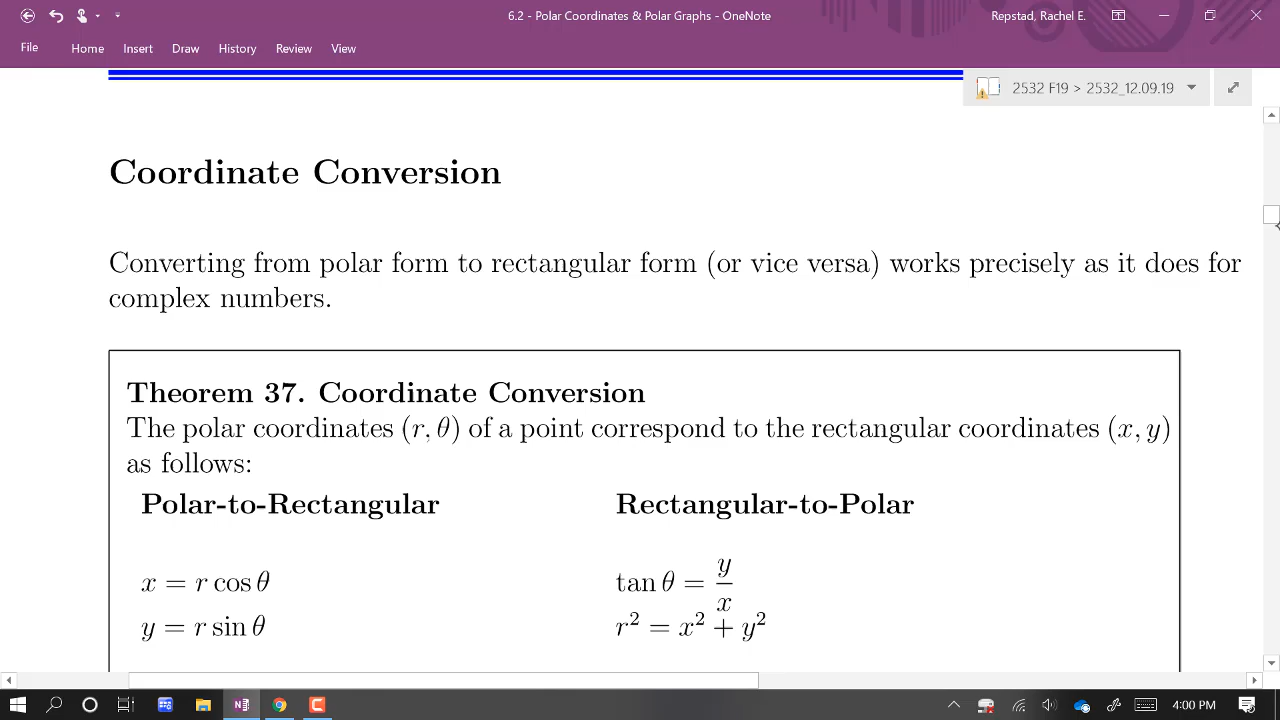 6.2 - Polar Coordinates & Polar Graphs - OneNote
Repstad, Rachel E.
File Home Insert Draw History Review View
2532 F19 > 2532_12.09.19
Coordinate Conversion
Converting from polar form to rectangular form (or vice versa) works precisely as it does for
complex numbers.
Theorem 37. Coordinate Conversion
The polar coordinates (r, θ) of a point correspond to the rectangular coordinates (x, y)
as follows:
Polar-to-Rectangular Rectangular-to-Polar
x = r cos θ tan θ = y/x
y = r sin θ r² = x² + y²
4:00 PM